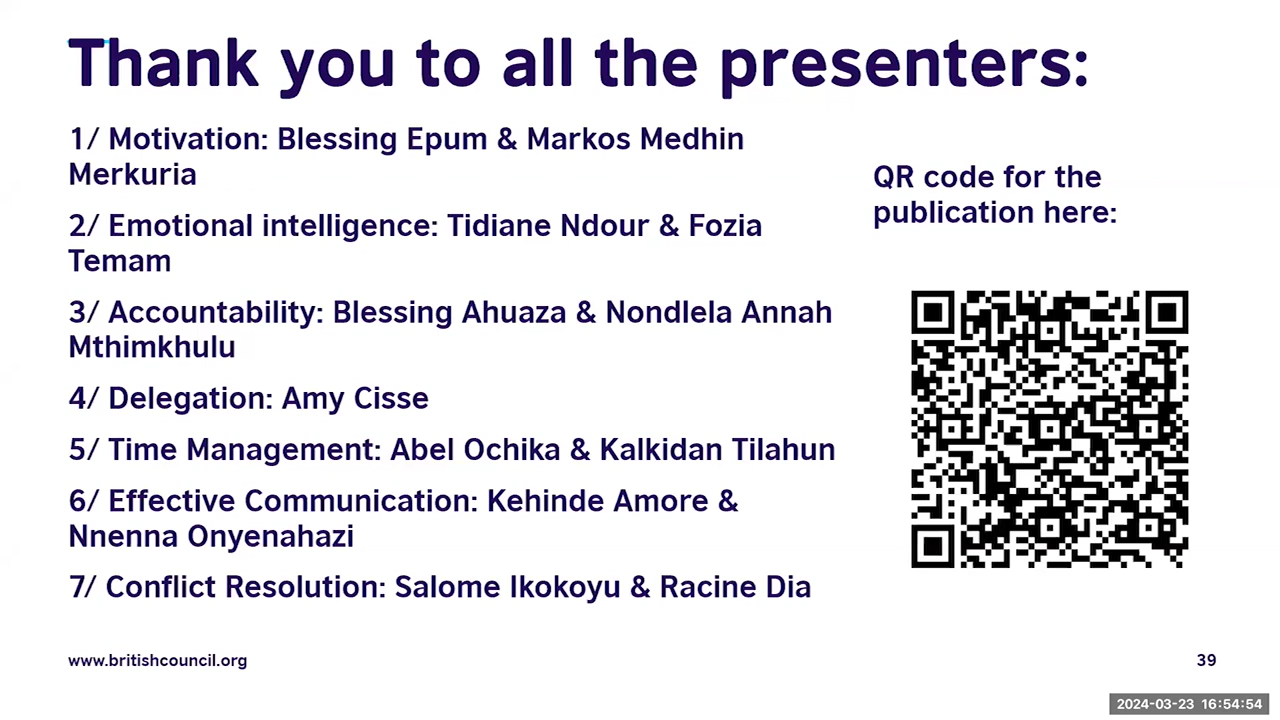 Thank you to all the presenters:
1/ Motivation: Blessing Epum & Markos Medhin
Merkuria
2/ Emotional intelligence: Tidiane Ndour & Fozia
Temam
3/ Accountability: Blessing Ahuaza & Nondlela Annah
Mthimkhulu
4/ Delegation: Amy Cisse
5/ Time Management: Abel Ochika & Kalkidan Tilahun
6/ Effective Communication: Kehinde Amore &
Nnenna Onyenahazi
7/ Conflict Resolution: Salome Ikokoyu & Racine Dia
QR code for the
publication here:
www.britishcouncil.org
39
2024-03-23 16:54:54